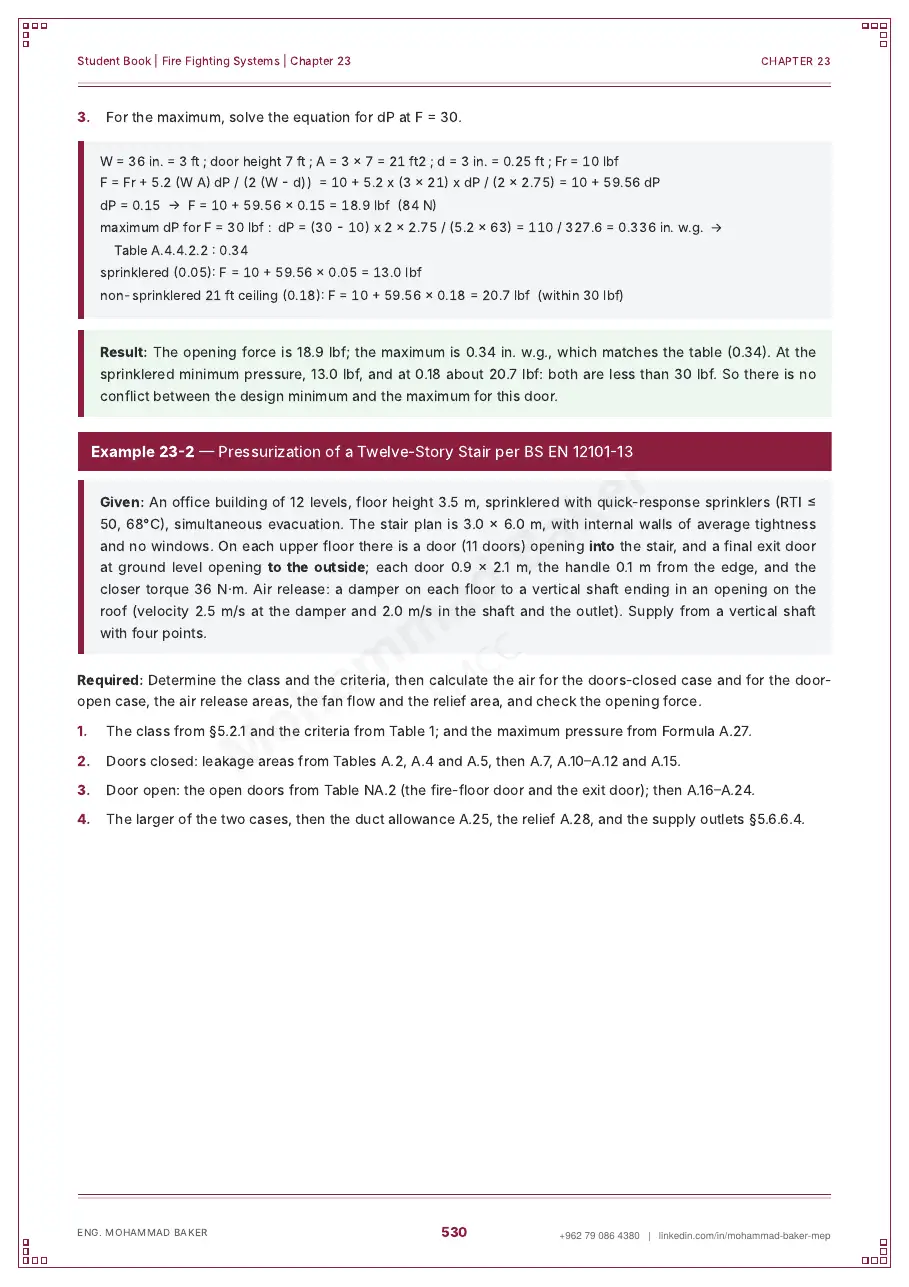 Student Book | Fire Fighting Systems | Chapter 23
CHAPTER 23
3. For the maximum, solve the equation for dP at F = 30.
W = 36 in. = 3 ft ; door height 7 ft ; A = 3 × 7 = 21 ft2 ; d = 3 in. = 0.25 ft ; Fr = 10 lbf
F = Fr + 5.2 (W A) dP / (2 (W - d)) = 10 + 5.2 x (3 × 21) x dP / (2 × 2.75) = 10 + 59.56 dP
dP = 0.15 → F = 10 + 59.56 × 0.15 = 18.9 lbf (84 N)
maximum dP for F = 30 lbf : dP = (30 - 10) x 2 × 2.75 / (5.2 × 63) = 110 / 327.6 = 0.336 in. w.g. →
Table A.4.4.2.2 : 0.34
sprinklered (0.05): F = 10 + 59.56 × 0.05 = 13.0 lbf
non-sprinklered 21 ft ceiling (0.18): F = 10 + 59.56 × 0.18 = 20.7 lbf (within 30 lbf)
Result: The opening force is 18.9 lbf; the maximum is 0.34 in. w.g., which matches the table (0.34). At the
sprinklered minimum pressure, 13.0 lbf, and at 0.18 about 20.7 lbf: both are less than 30 lbf. So there is no
conflict between the design minimum and the maximum for this door.
Example 23-2 — Pressurization of a Twelve-Story Stair per BS EN 12101-13
Given: An office building of 12 levels, floor height 3.5 m, sprinklered with quick-response sprinklers (RTI ≤
50, 68°C), simultaneous evacuation. The stair plan is 3.0 × 6.0 m, with internal walls of average tightness
and no windows. On each upper floor there is a door (11 doors) opening into the stair, and a final exit door
at ground level opening to the outside; each door 0.9 × 2.1 m, the handle 0.1 m from the edge, and the
closer torque 36 N·m. Air release: a damper on each floor to a vertical shaft ending in an opening on the
roof (velocity 2.5 m/s at the damper and 2.0 m/s in the shaft and the outlet). Supply from a vertical shaft
with four points.
Required: Determine the class and the criteria, then calculate the air for the doors-closed case and for the door-
open case, the air release areas, the fan flow and the relief area, and check the opening force.
1. The class from §5.2.1 and the criteria from Table 1; and the maximum pressure from Formula A.27.
2. Doors closed: leakage areas from Tables A.2, A.4 and A.5, then A.7, A.10–A.12 and A.15.
3. Door open: the open doors from Table NA.2 (the fire-floor door and the exit door); then A.16–A.24.
4. The larger of the two cases, then the duct allowance A.25, the relief A.28, and the supply outlets §5.6.6.4.
ENG. MOHAMMAD BAKER
530
+962 79 086 4380 | linkedin.com/in/mohammad-baker-mep